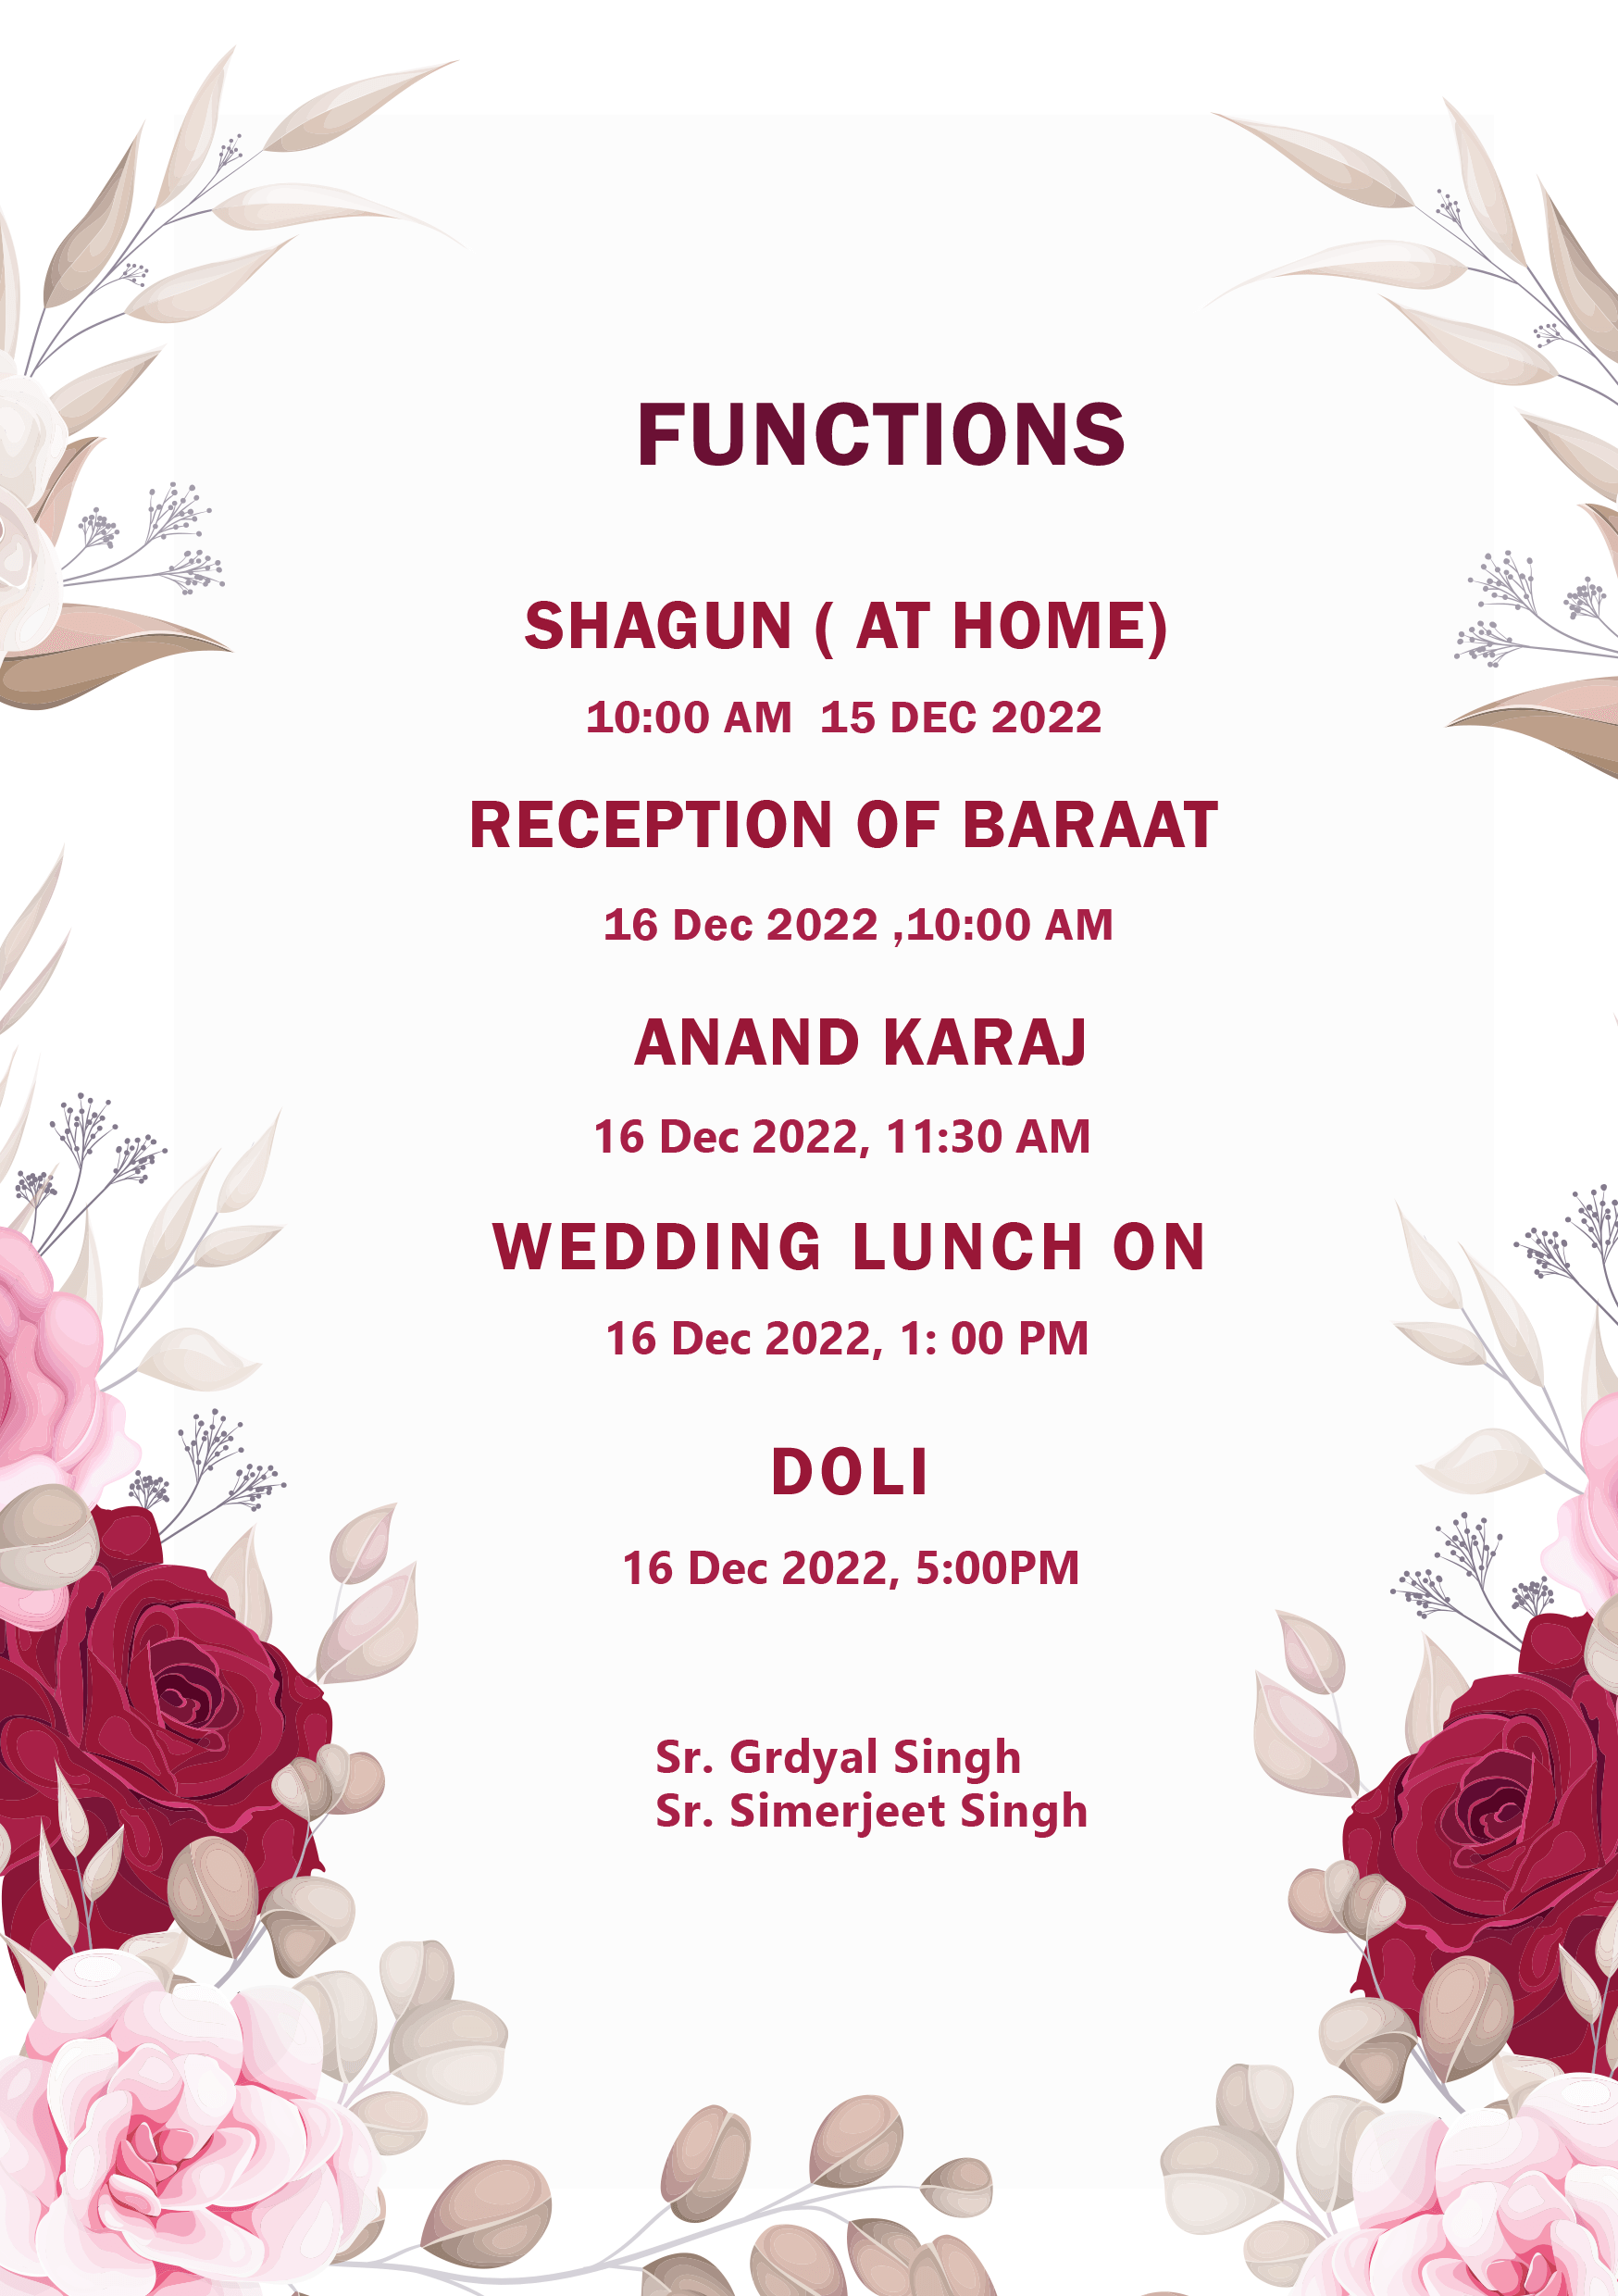 FUNCTIONS
SHAGUN ( AT HOME)
10:00 AM  15 DEC 2022
RECEPTION OF BARAAT
16 Dec 2022 ,10:00 AM
ANAND KARAJ
16 Dec 2022, 11:30 AM
WEDDING LUNCH ON
16 Dec 2022, 1: 00 PM
DOLI
16 Dec 2022, 5:00PM
Sr. Grdyal Singh
Sr. Simerjeet Singh